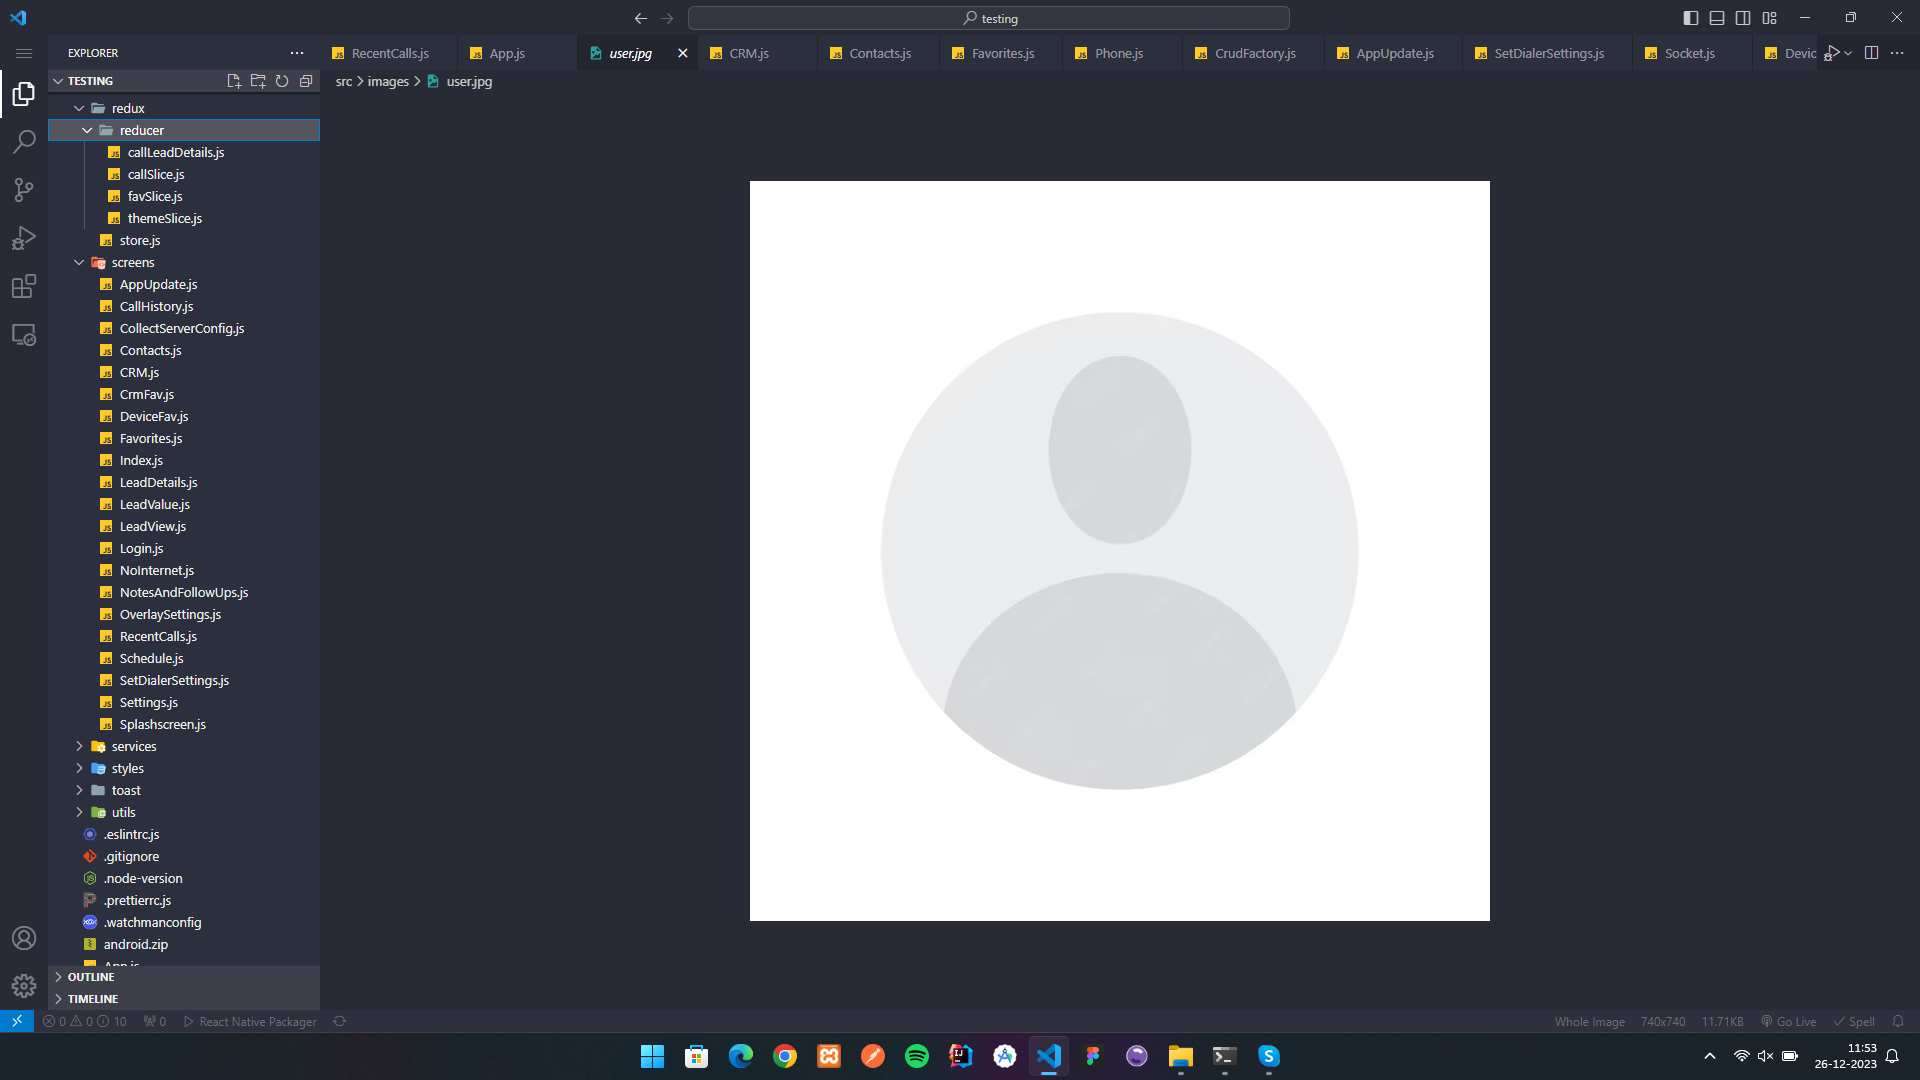 testing
EXPLORER
RecentCalls.js
App.js
user.jpg
CRM.js
Contacts.js
Favorites.js
Phone.js
CrudFactory.js
AppUpdate.js
SetDialerSettings.js
Socket.js
Devic
TESTING
src > images > user.jpg
redux
reducer
callLeadDetails.js
callSlice.js
favSlice.js
themeSlice.js
store.js
screens
AppUpdate.js
CallHistory.js
CollectServerConfig.js
Contacts.js
CRM.js
CrmFav.js
DeviceFav.js
Favorites.js
Index.js
LeadDetails.js
LeadValue.js
LeadView.js
Login.js
NoInternet.js
NotesAndFollowUps.js
OverlaySettings.js
RecentCalls.js
Schedule.js
SetDialerSettings.js
Settings.js
Splashscreen.js
services
styles
toast
utils
.eslintrc.js
.gitignore
.node-version
.prettierrc.js
.watchmanconfig
android.zip
App.js
OUTLINE
TIMELINE
0 0 10 0 React Native Packager
Whole Image 740x740 11.71KB Go Live Spell
11:53
26-12-2023